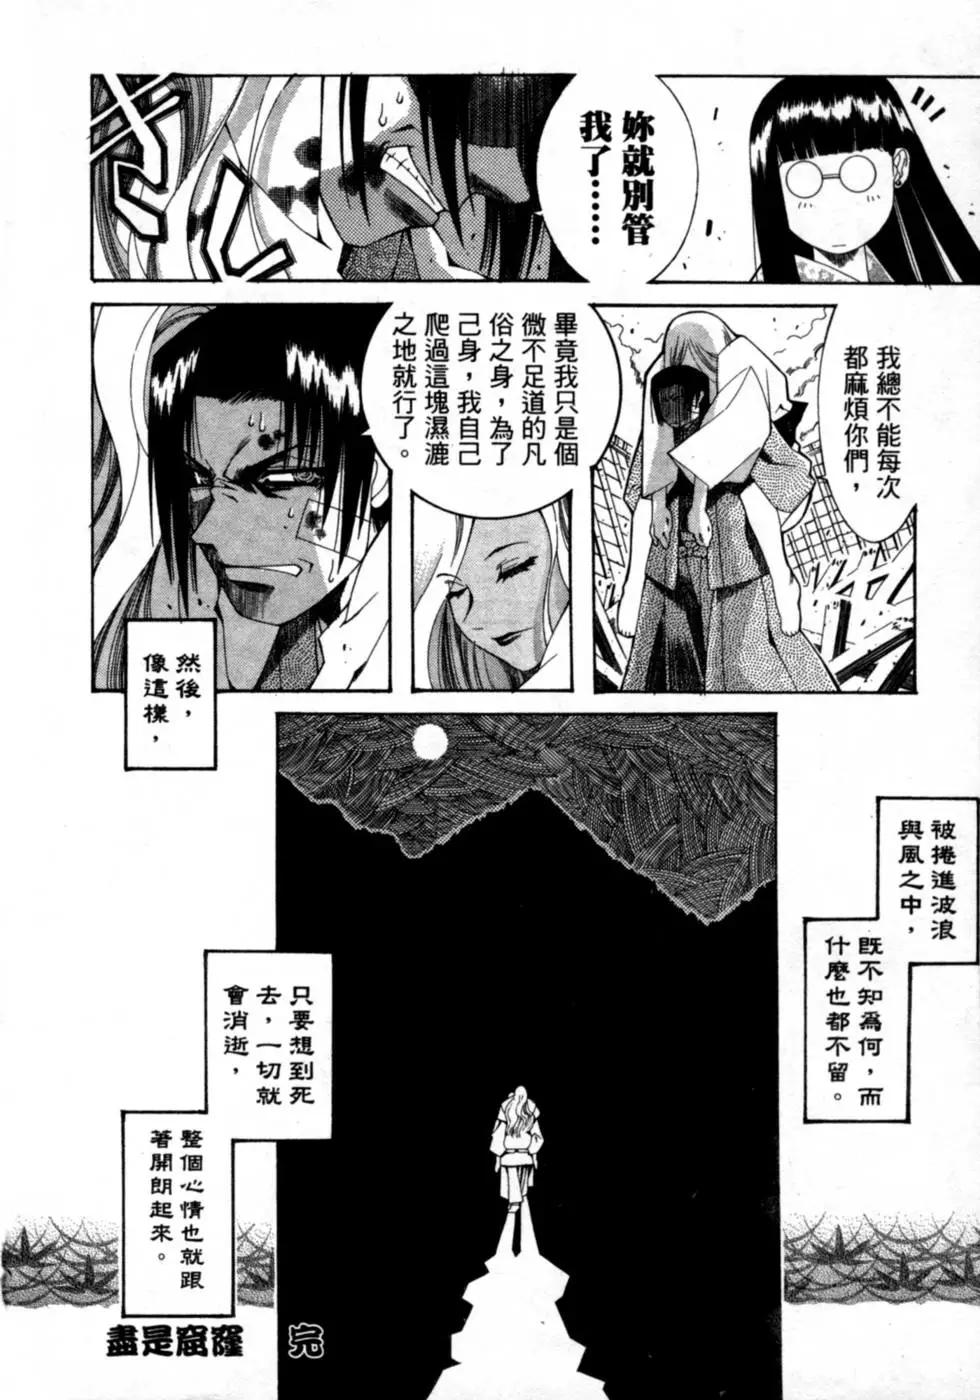 妳就別管
我了……
我總不能每次
都麻煩你們，
畢竟我只是個
微不足道的凡
俗之身，為了
己身，我自己
爬過這塊濕漉
之地就行了。
然後，
像這樣，
被捲進波浪
與風之中，
既不知為何，而
什麼也都不留。
只要想到死
去，一切就
會消逝，
整個心情也就跟
著開朗起來。
盡是窟窿　完